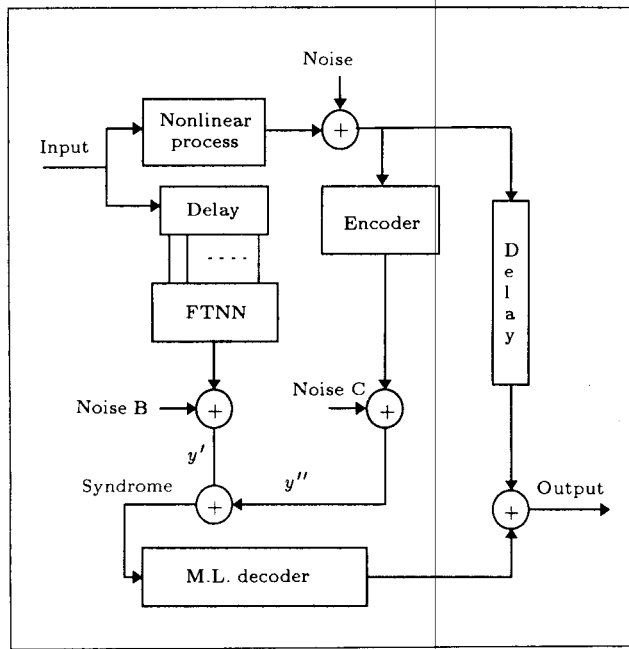 Noise
Nonlinear
process
Input
Delay
Encoder
D
e
l
a
y
FTNN
Noise B
Noise C
y′
y″
Syndrome
Output
M.L. decoder